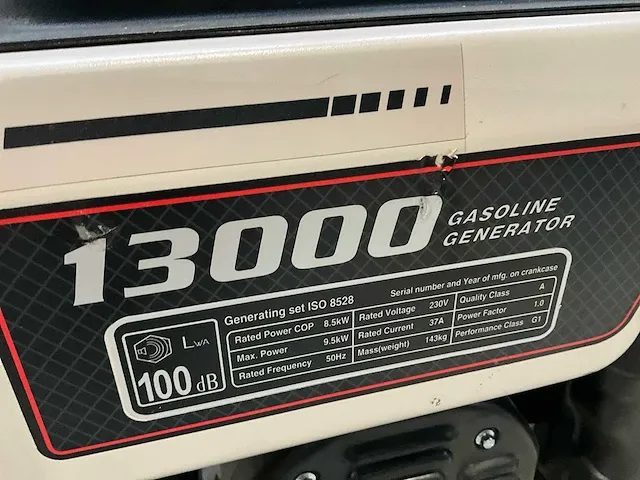 13000 GASOLINE GENERATOR
LWA
100 dB
Generating set ISO 8528 Serial number and Year of mfg. on crankcase
Rated Power COP 8.5kW Rated Voltage 230V Quality Class A
Max. Power 9.5kW Rated Current 37A Power Factor 1.0
Rated Frequency 50Hz Mass(weight) 143kg Performance Class G1